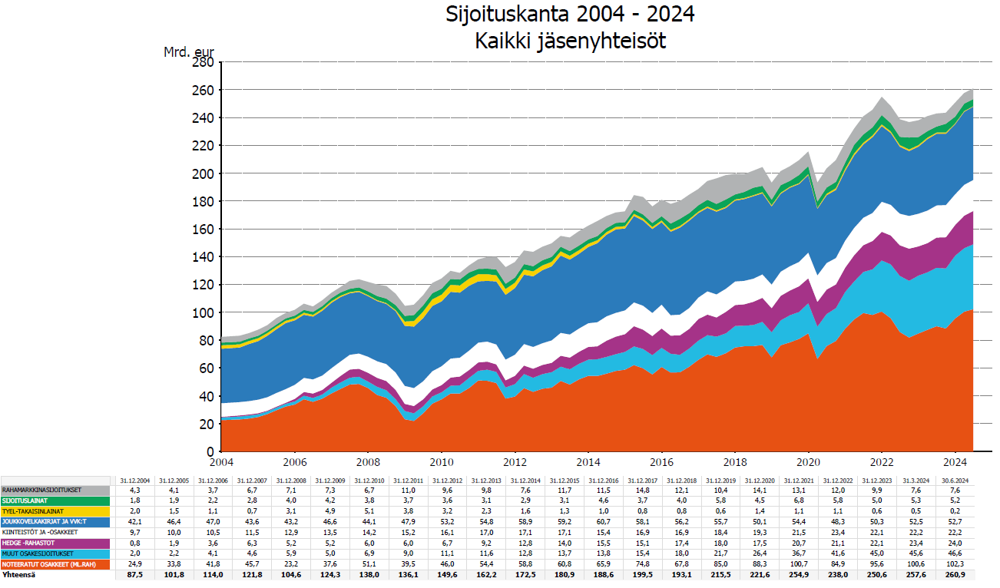 Sijoituskanta 2004 - 2024
Kaikki jäsenyhteisöt
Mrd. eur
280
260
240
220
200
180
160
140
120
100
80
60
40
20
0
2004 2006 2008 2010 2012 2014 2016 2018 2020 2022 2024
31.12.2004 31.12.2005 31.12.2006 31.12.2007 31.12.2008 31.12.2009 31.12.2010 31.12.2011 31.12.2012 31.12.2013 31.12.2014 31.12.2015 31.12.2016 31.12.2017 31.12.2018 31.12.2019 31.12.2020 31.12.2021 31.12.2022 31.12.2023 31.3.2024 30.6.2024
RAHAMARKKINASIJOITUKSET 4,3 4,1 3,7 6,7 7,1 7,3 6,7 11,0 9,6 9,8 7,6 11,7 11,5 14,8 12,1 10,4 14,1 13,1 12,0 9,9 7,6 7,6
SIJOITUSLAINAT 1,8 1,9 2,2 2,8 4,0 4,2 3,8 3,7 3,6 3,1 2,9 3,1 4,6 3,7 4,0 5,8 4,5 6,8 5,8 5,0 5,3 5,2
TYEL-TAKAISINLAINAT 2,0 1,5 1,1 0,7 3,1 4,9 5,1 3,8 3,2 2,3 1,6 1,3 1,0 0,8 0,8 0,6 1,4 1,1 1,1 0,6 0,5 0,2
JOUKKOVELKAKIRJAT JA VVK:T 42,1 46,4 47,0 43,6 43,2 46,6 44,1 47,9 53,2 54,8 58,9 59,2 60,7 58,1 56,2 55,7 50,1 54,4 48,3 50,3 52,5 52,7
KIINTEISTÖT JA -OSAKKEET 9,7 10,0 10,5 11,5 12,9 13,5 14,2 15,2 16,1 17,0 17,1 17,1 15,4 16,9 16,9 18,4 19,3 21,5 23,4 22,1 22,2 22,2
HEDGE -RAHASTOT 0,8 1,9 3,6 6,3 5,2 5,2 6,0 6,0 6,7 9,2 12,8 14,0 15,5 15,1 17,4 18,0 17,5 20,7 21,1 22,1 23,4 24,0
MUUT OSAKESIJOITUKSET 2,0 2,2 4,1 4,6 5,9 5,0 6,9 9,0 11,1 11,6 12,8 13,7 13,8 15,4 18,0 21,7 26,4 36,7 41,6 45,0 45,6 46,6
NOTEERATUT OSAKKEET (ML.RAH) 24,9 33,8 41,8 45,7 23,2 37,6 51,1 39,5 46,0 54,4 58,8 60,8 65,9 74,8 67,8 85,0 88,3 100,7 84,9 95,6 100,6 102,3
Yhteensä 87,5 101,8 114,0 121,8 104,6 124,3 138,0 136,1 149,6 162,2 172,5 180,9 188,6 199,5 193,1 215,5 221,6 254,9 238,0 250,6 257,6 260,9